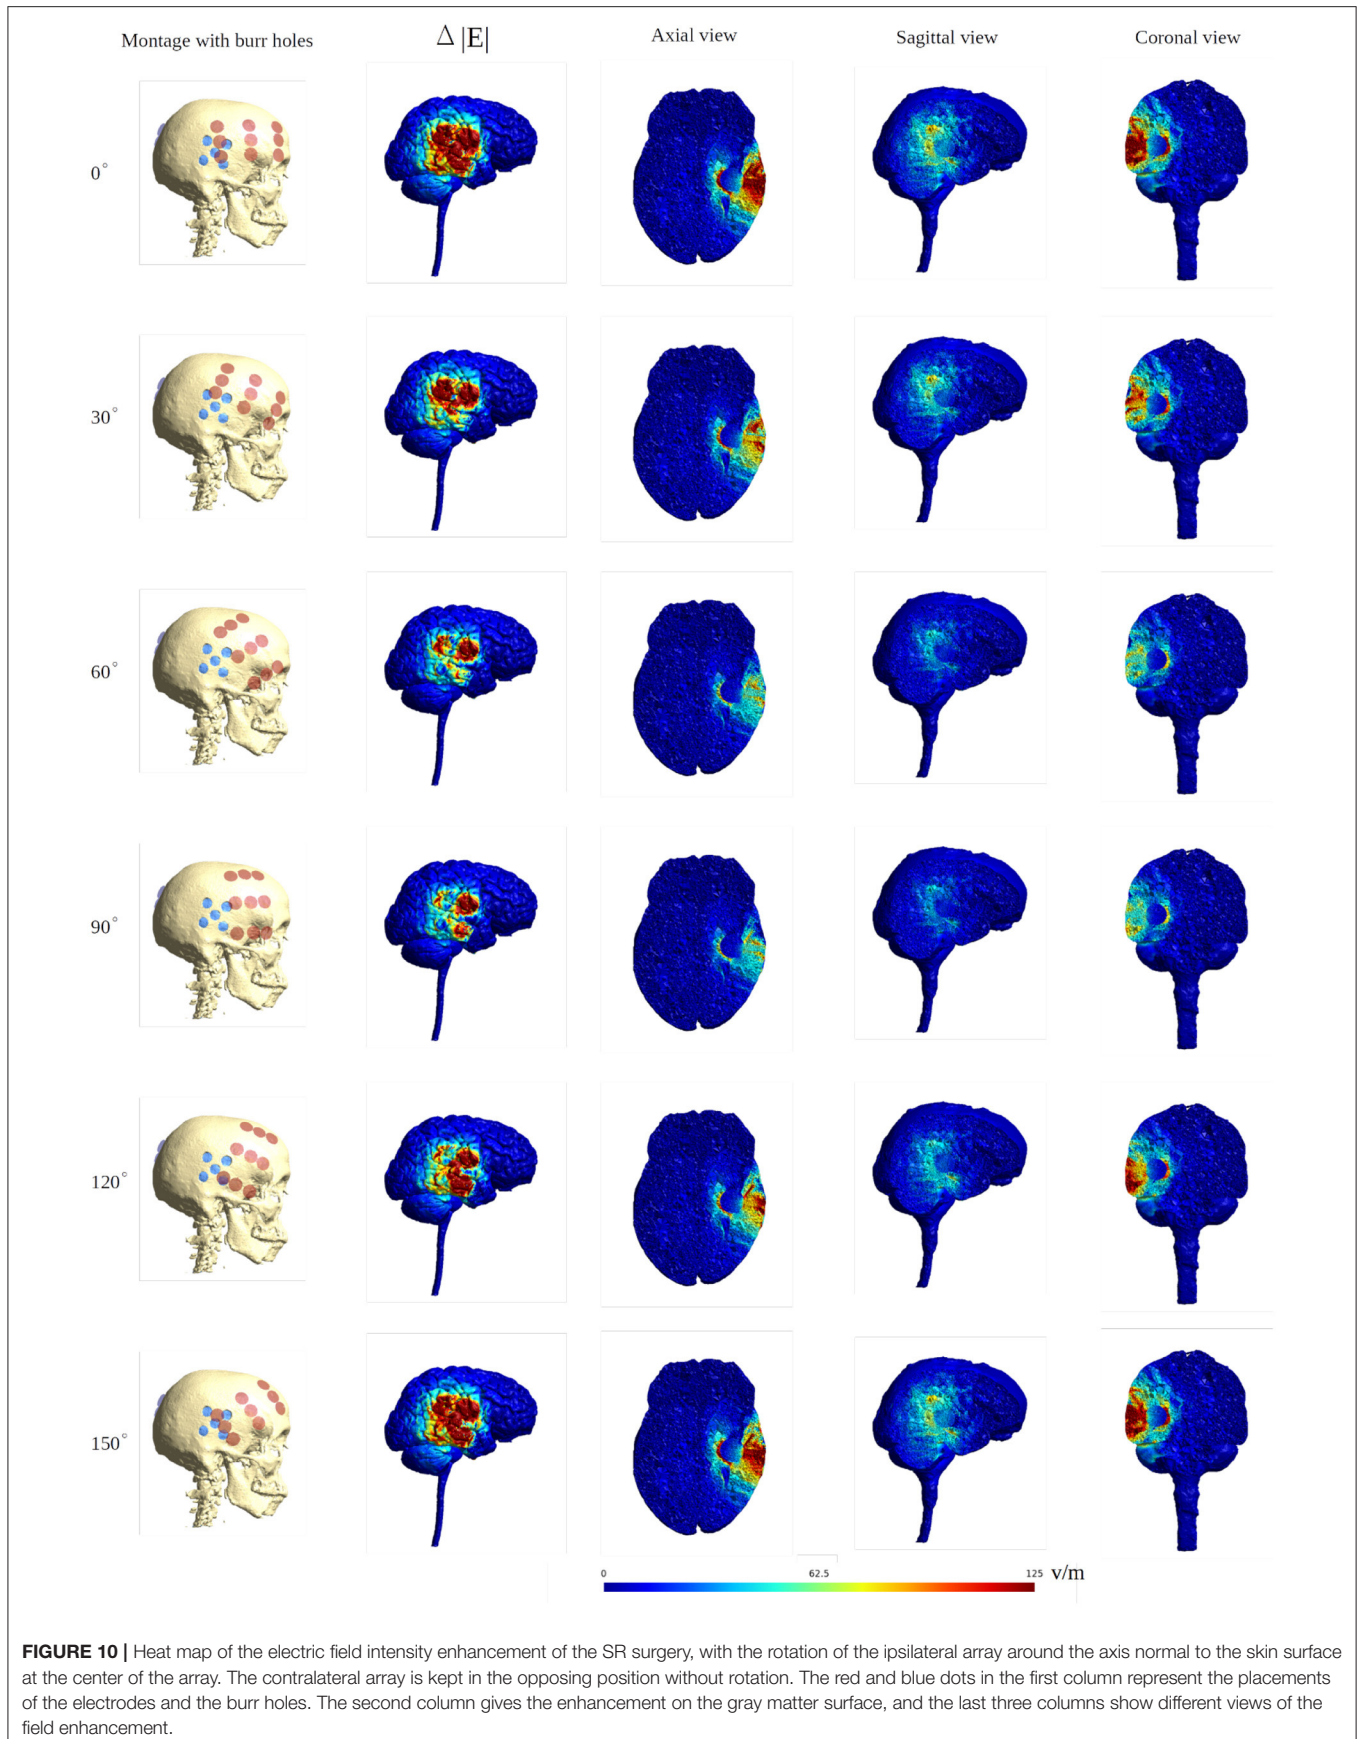 Montage with burr holes
Δ |E|
Axial view
Sagittal view
Coronal view
0°
30°
60°
90°
120°
150°
0
62.5
125
v/m
FIGURE 10 | Heat map of the electric field intensity enhancement of the SR surgery, with the rotation of the ipsilateral array around the axis normal to the skin surface
at the center of the array. The contralateral array is kept in the opposing position without rotation. The red and blue dots in the first column represent the placements
of the electrodes and the burr holes. The second column gives the enhancement on the gray matter surface, and the last three columns show different views of the
field enhancement.